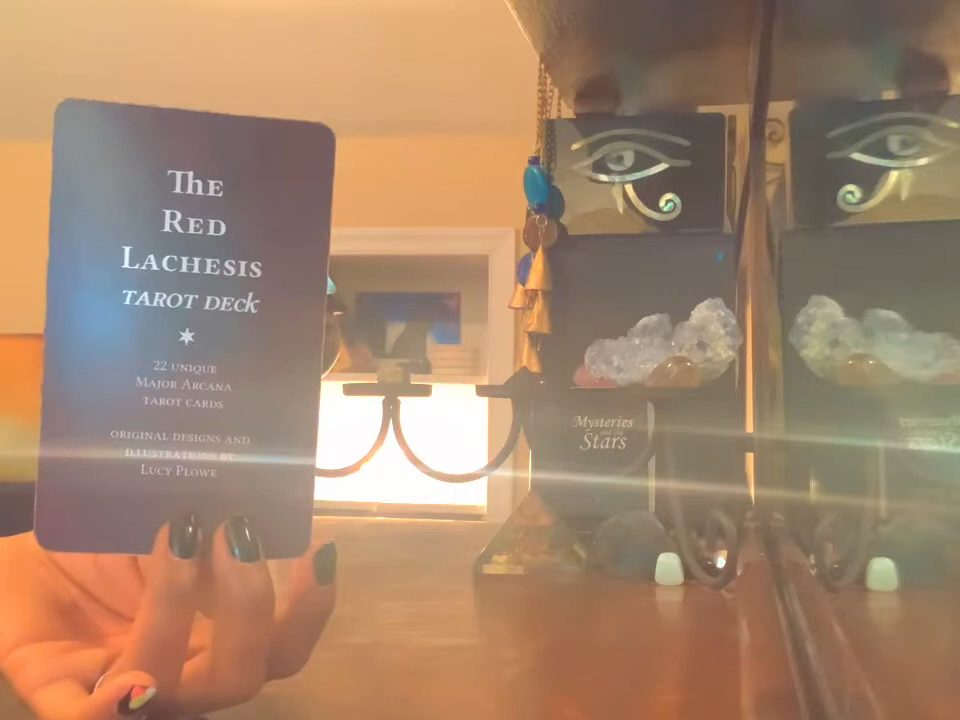 The
Red
Lachesis
Tarot Deck
22 unique
Major Arcana
tarot cards
original designs and
illustrations by
Lucy Plowe
Mysteries
Stars